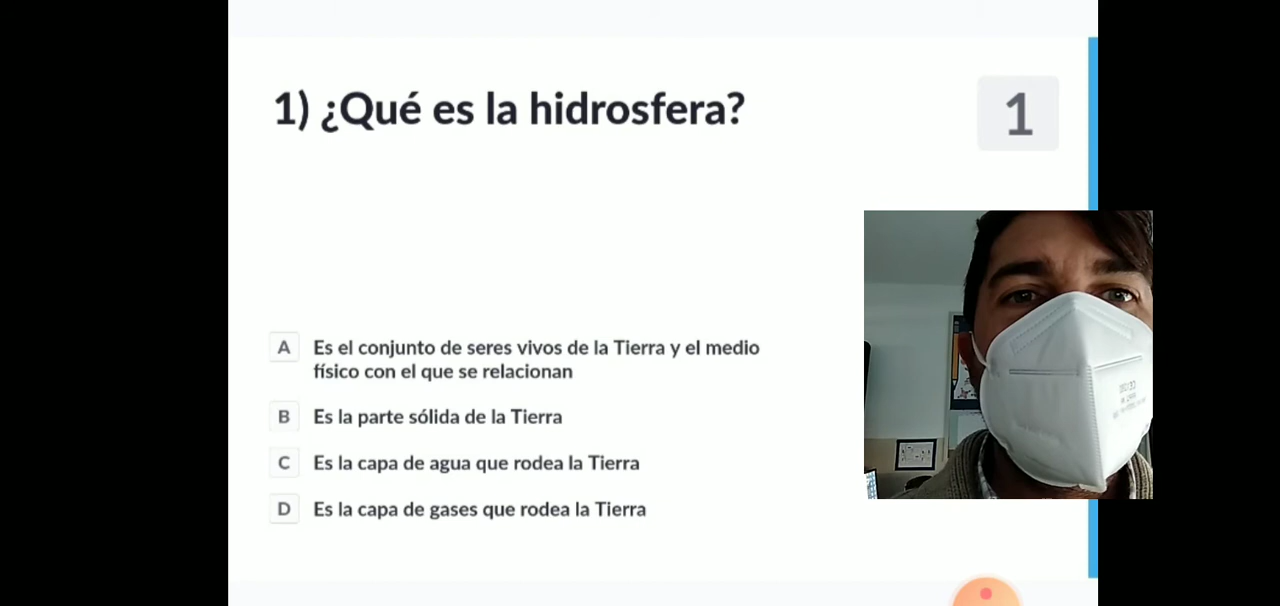 1) ¿Qué es la hidrosfera?
1
A Es el conjunto de seres vivos de la Tierra y el medio
físico con el que se relacionan
B Es la parte sólida de la Tierra
C Es la capa de agua que rodea la Tierra
D Es la capa de gases que rodea la Tierra